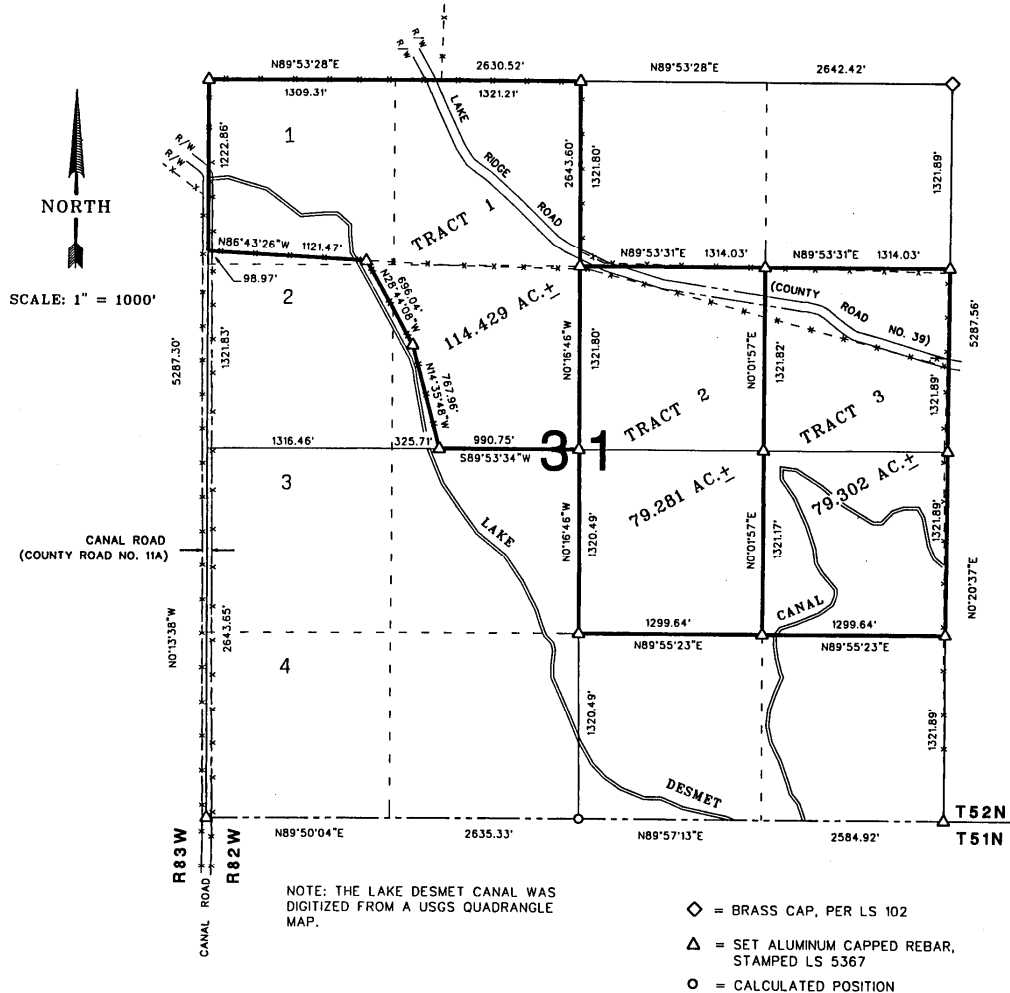 R/W
R/W
N89°53'28"E 2630.52' N89°53'28"E 2642.42'
1309.31' 1321.21'
LAKE RIDGE ROAD
1
1222.86'
R/W
R/W
2643.60'
1321.80'
1321.89'
NORTH
TRACT 1
N86°43'26"W 1121.47'
N89°53'31"E 1314.03' N89°53'31"E 1314.03'
98.97'
SCALE: 1" = 1000'
2
696.04'
N28°44'08"W
114.429 AC.±
(COUNTY ROAD NO. 39)
5287.30'
1321.83'
N0°16'46"W
1321.80'
N0°01'57"E
1321.82'
5287.56'
1321.89'
767.96'
N14°35'48"W
TRACT 2
TRACT 3
1316.46' 325.71' 990.75'
S89°53'34"W
31
3
79.281 AC.±
79.302 AC.±
LAKE
CANAL ROAD
(COUNTY ROAD NO. 11A)
N0°16'46"W
1320.49'
N0°01'57"E
1321.17'
1321.89'
N0°20'37"E
CANAL
N0°13'38"W
2643.65'
1299.64' 1299.64'
N89°55'23"E N89°55'23"E
4
1320.49'
1321.89'
DESMET
N89°50'04"E 2635.33' N89°57'13"E 2584.92'
T52N
T51N
R83W
R82W
CANAL ROAD
NOTE: THE LAKE DESMET CANAL WAS
DIGITIZED FROM A USGS QUADRANGLE
MAP.
= BRASS CAP, PER LS 102
= SET ALUMINUM CAPPED REBAR,
STAMPED LS 5367
= CALCULATED POSITION